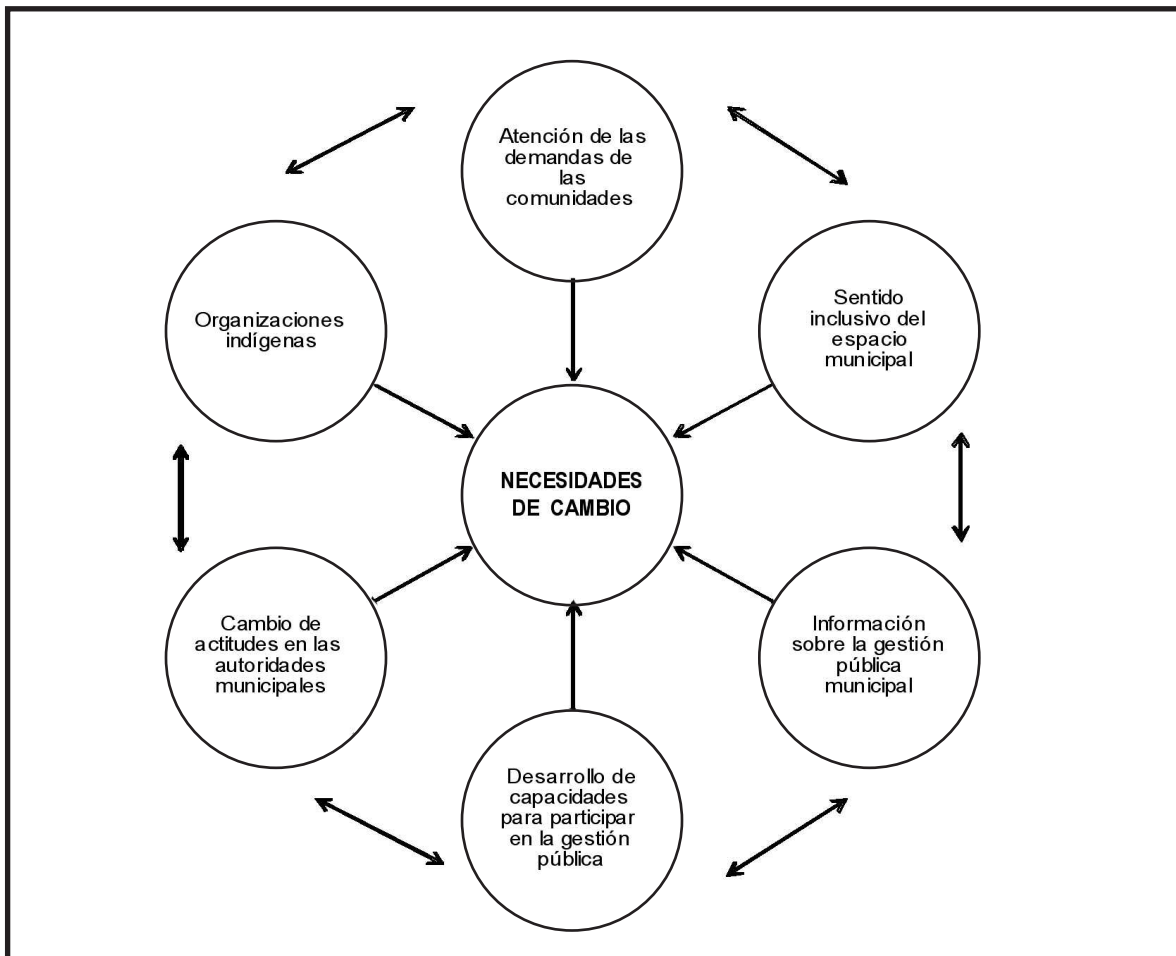 Atención de las
demandas de
las
comunidades
Organizaciones
indígenas
Sentido
inclusivo del
espacio
municipal
NECESIDADES
DE CAMBIO
Cambio de
actitudes en las
autoridades
municipales
Información
sobre la gestión
pública
municipal
Desarrollo de
capacidades
para participar
en la gestión
pública